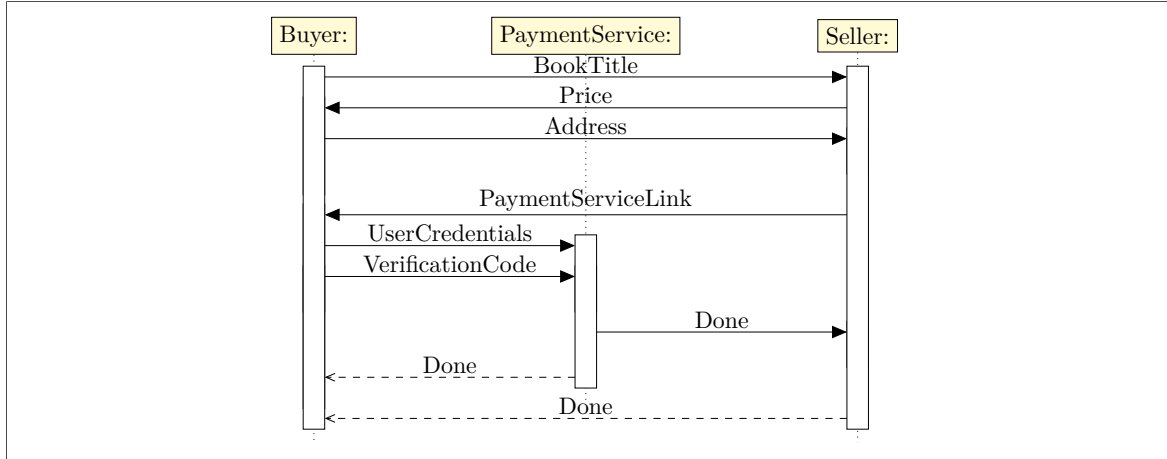 Buyer:
PaymentService:
Seller:
BookTitle
Price
Address
PaymentServiceLink
UserCredentials
VerificationCode
Done
Done
Done